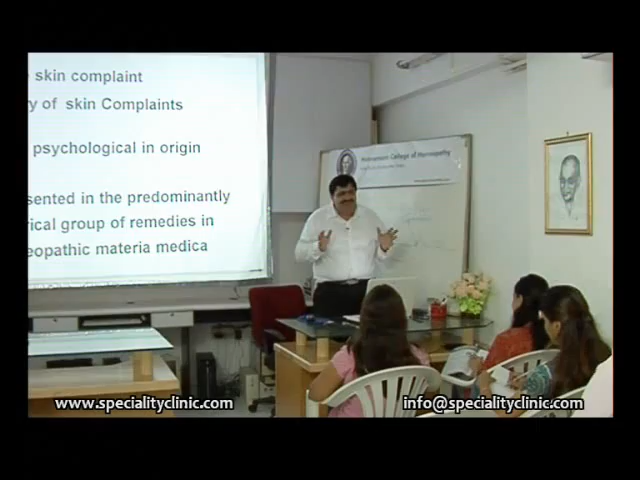 skin complaint
y of skin Complaints
psychological in origin
sented in the predominantly
rical group of remedies in
eopathic materia medica
College of Homeopathy
www.specialityclinic.com
info@specialityclinic.com